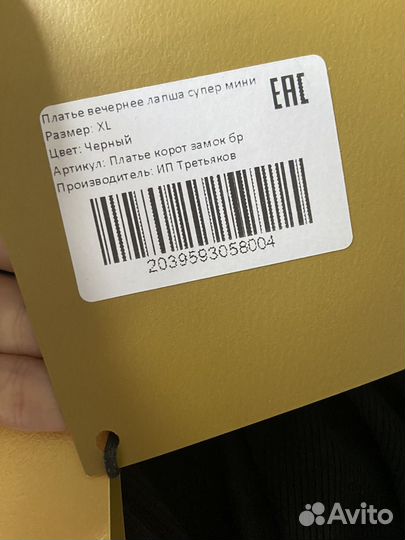 Платье вечернее лапша супер мини
Размер: XL
Цвет: Черный
Артикул: Платье корот замок бр
Производитель: ИП Третьяков
EAC
2039593058004
Avito